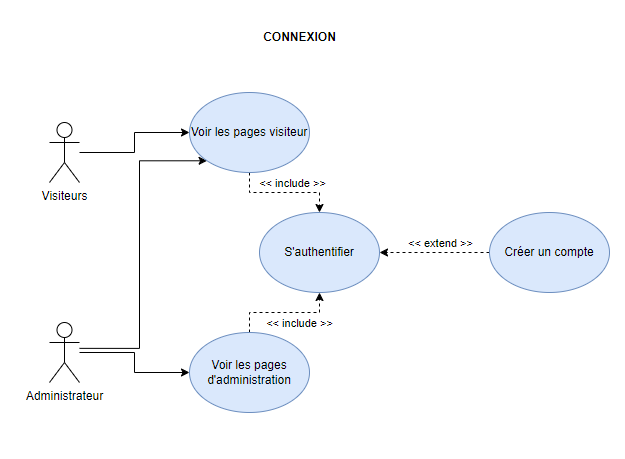 CONNEXION
Voir les pages visiteur
Visiteurs
<< include >>
S'authentifier
<< extend >>
Créer un compte
<< include >>
Voir les pages
d'administration
Administrateur